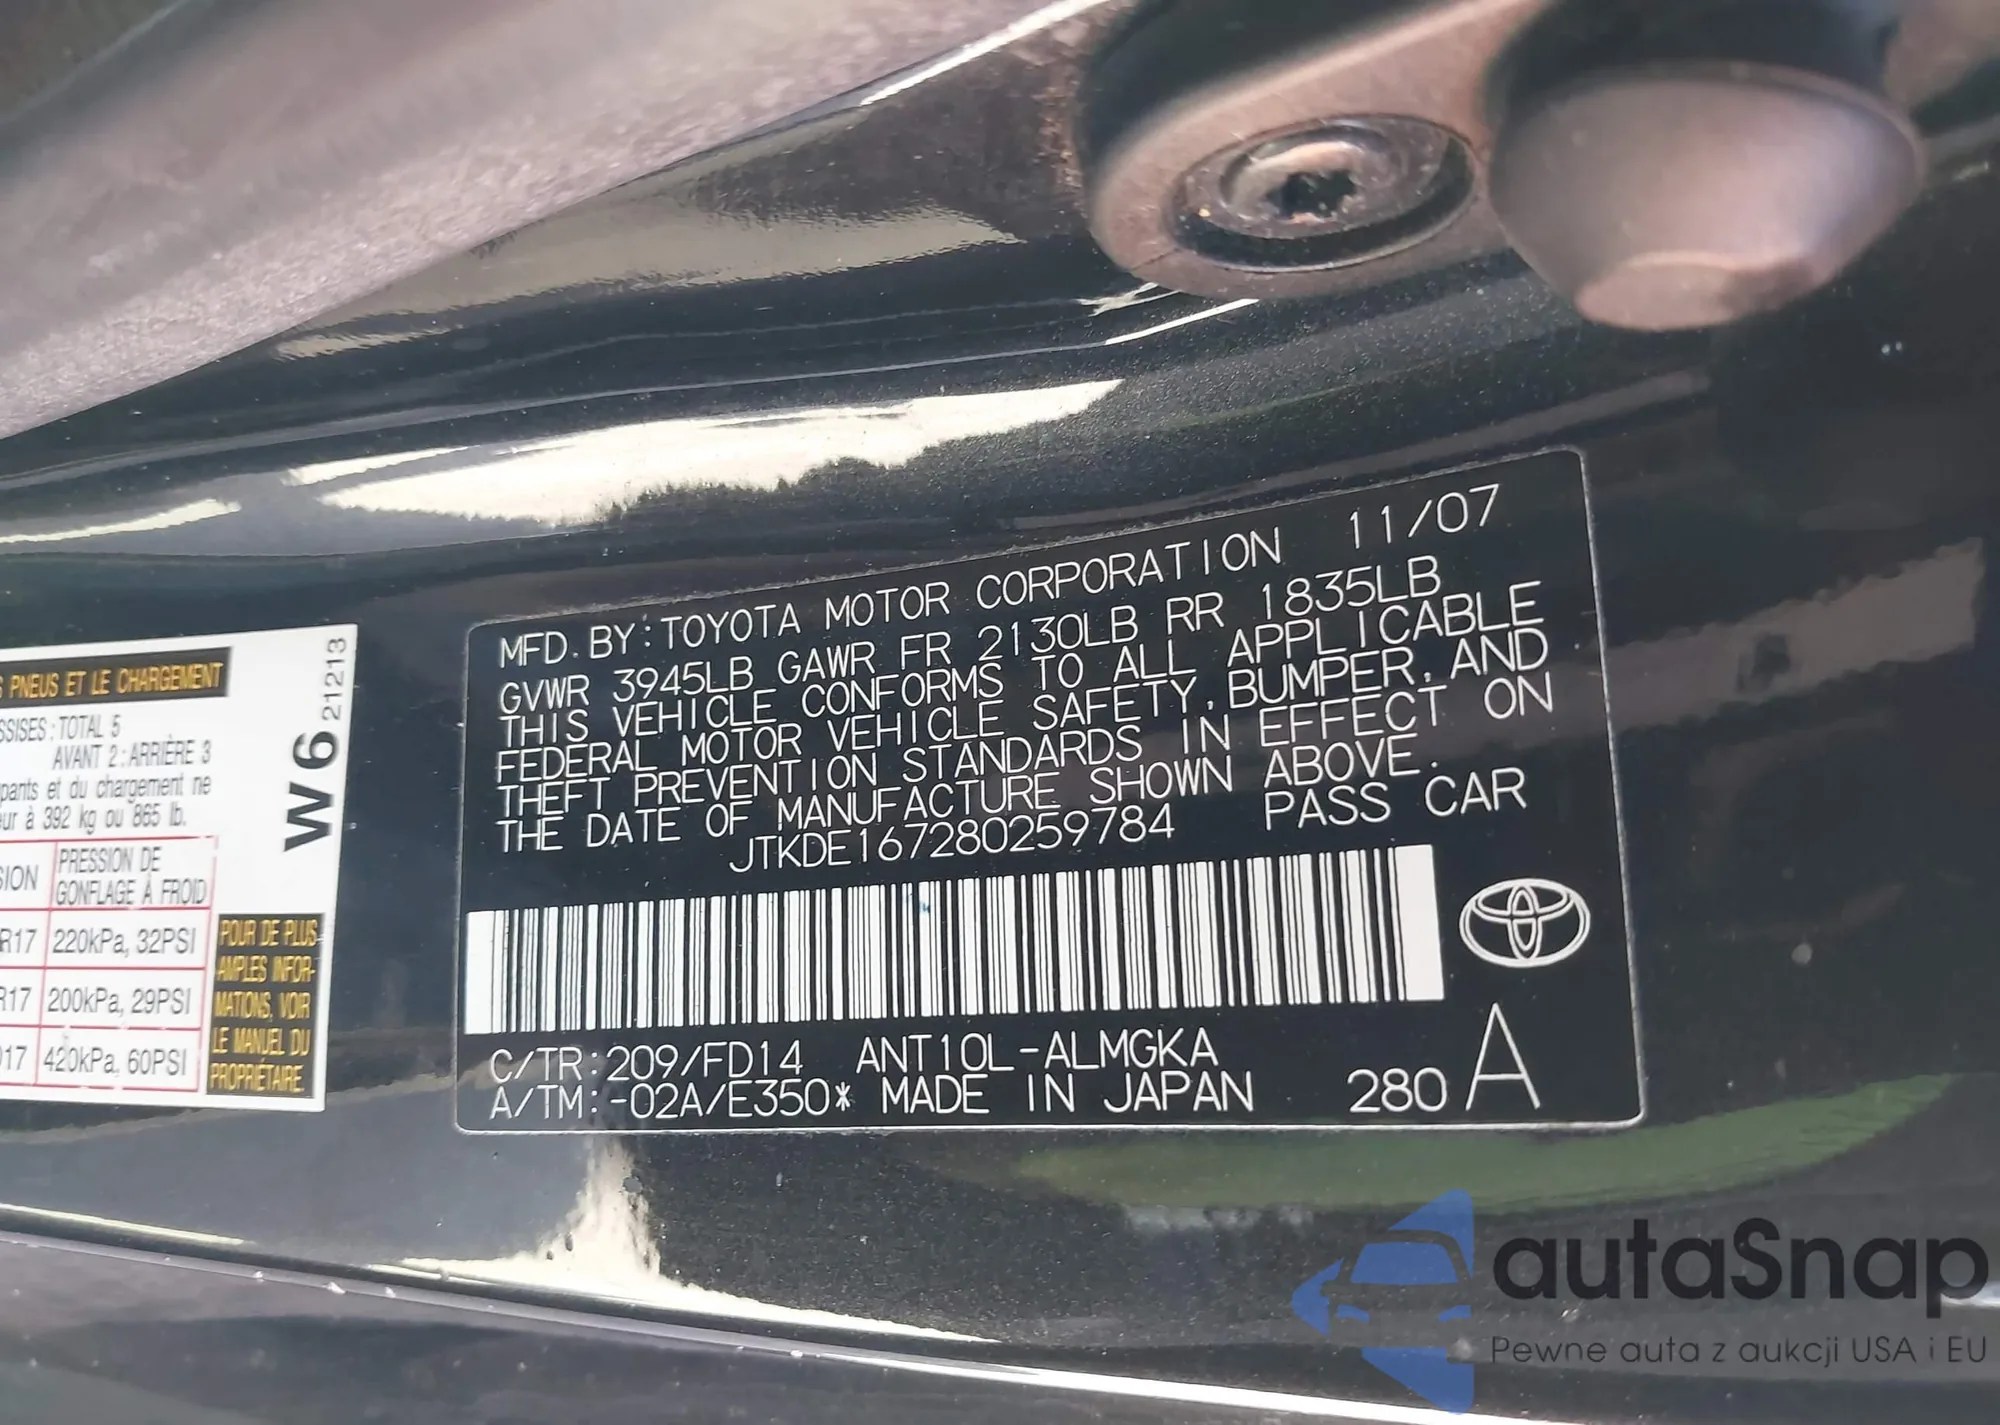 S PNEUS ET LE CHARGEMENT
SSISES : TOTAL 5
AVANT 2 : ARRIÈRE 3
pants et du chargement ne
eur à 392 kg ou 865 lb.
SION
PRESSION DE
GONFLAGE À FROID
R17
220kPa, 32PSI
R17
200kPa, 29PSI
017
420kPa, 60PSI
POUR DE PLUS
AMPLES INFOR-
MATIONS, VOIR
LE MANUEL DU
PROPRIÉTAIRE.
W6 21213
MFD. BY:TOYOTA MOTOR CORPORATION 11/07
GVWR 3945LB GAWR FR 2130LB RR 1835LB
THIS VEHICLE CONFORMS TO ALL APPLICABLE
FEDERAL MOTOR VEHICLE SAFETY, BUMPER, AND
THEFT PREVENTION STANDARDS IN EFFECT ON
THE DATE OF MANUFACTURE SHOWN ABOVE.
JTKDE167280259784 PASS CAR
C/TR:209/FD14 ANT10L-ALMGKA
A/TM:-02A/E350* MADE IN JAPAN 280 A
autaSnap
Pewne auta z aukcji USA i EU